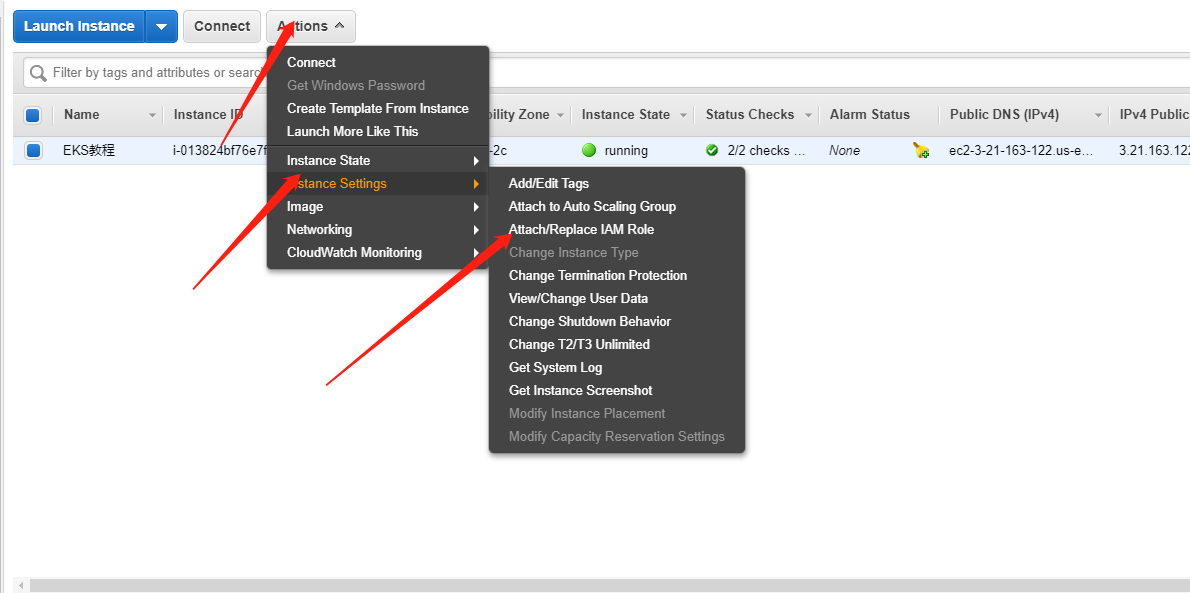 Launch Instance Connect Actions
Filter by tags and attributes or search
Name Instance ID bility Zone Instance State Status Checks Alarm Status Public DNS (IPv4) IPv4 Public
EKS教程 i-013824bf76e7f -2c running 2/2 checks ... None ec2-3-21-163-122.us-e... 3.21.163.122
Connect
Get Windows Password
Create Template From Instance
Launch More Like This
Instance State
Instance Settings
Image
Networking
CloudWatch Monitoring
Add/Edit Tags
Attach to Auto Scaling Group
Attach/Replace IAM Role
Change Instance Type
Change Termination Protection
View/Change User Data
Change Shutdown Behavior
Change T2/T3 Unlimited
Get System Log
Get Instance Screenshot
Modify Instance Placement
Modify Capacity Reservation Settings